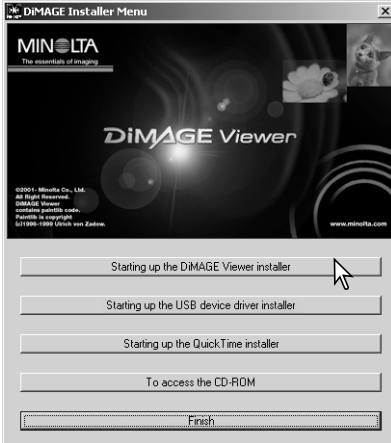 DiMAGE Installer Menu
MINOLTA
The essentials of imaging
DiMAGE Viewer
©2001- Minolta Co., Ltd.
All Right Reserved.
DiMAGE Viewer
contains paintlib code.
Paintlib is copyright
(c)1996-1999 Ulrich von Zadow.
www.minolta.com
Starting up the DiMAGE Viewer installer
Starting up the USB device driver installer
Starting up the QuickTime installer
To access the CD-ROM
Finish